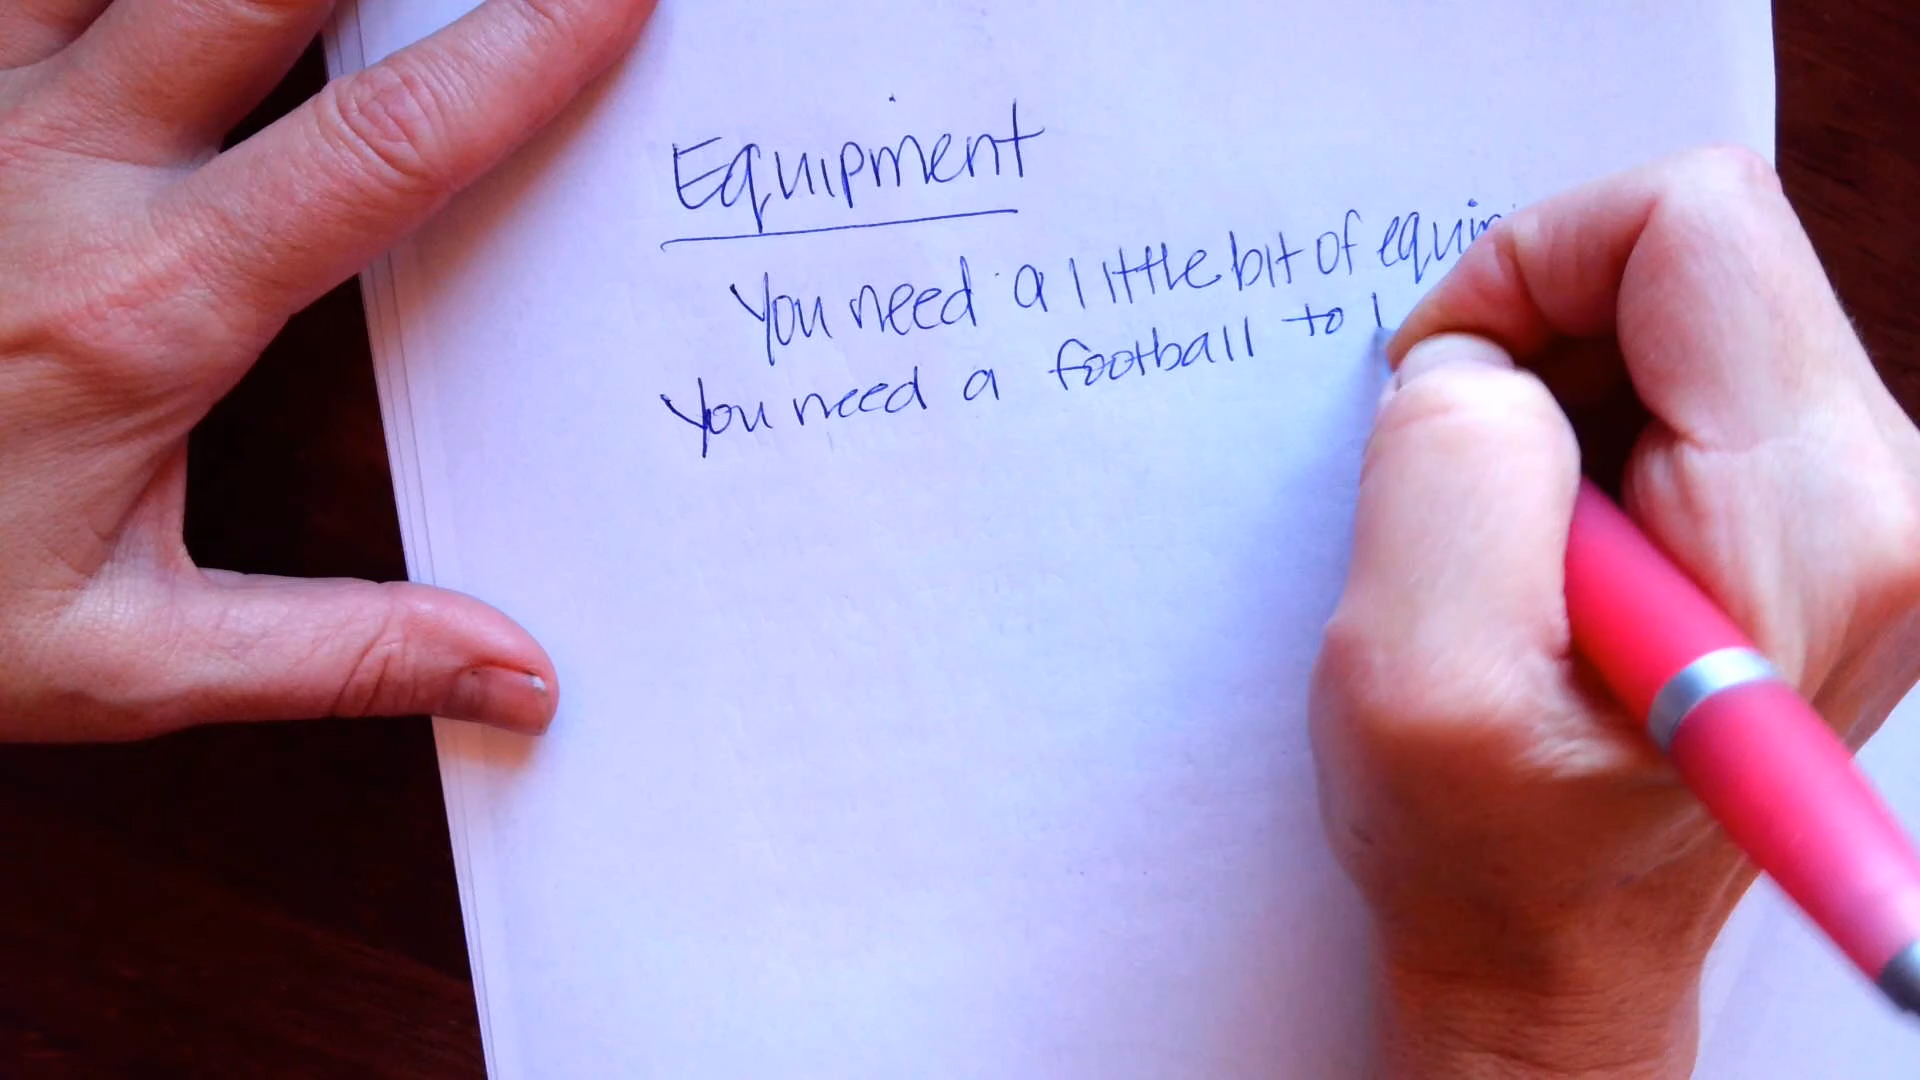 Equipment
You need a little bit of
You need a football to